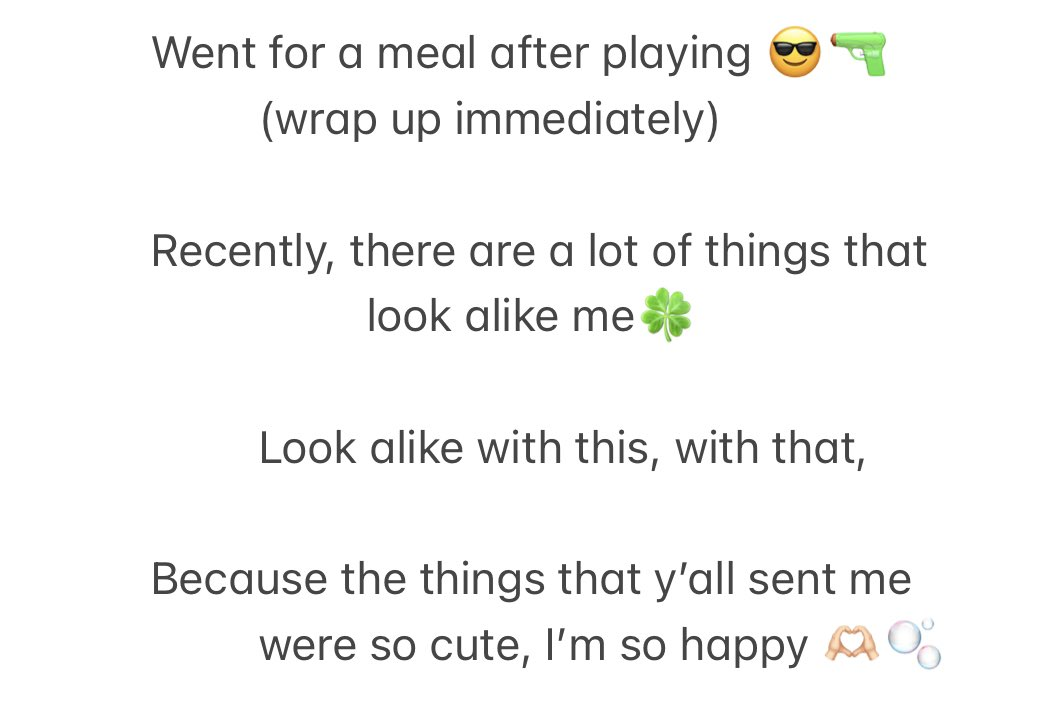 Went for a meal after playing 😎🔫
(wrap up immediately)
Recently, there are a lot of things that
look alike me🍀
Look alike with this, with that,
Because the things that y’all sent me
were so cute, I’m so happy 🫶🏻🫧